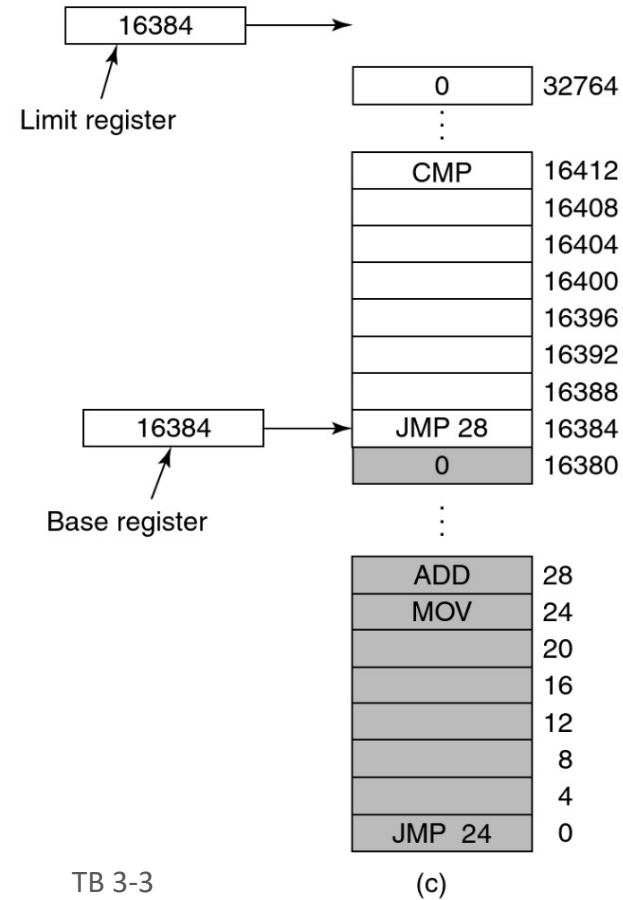 16384
Limit register
0 32764
CMP 16412
16408
16404
16400
16396
16392
16388
16384 JMP 28 16384
0 16380
Base register
ADD 28
MOV 24
20
16
12
8
4
JMP 24 0
TB 3-3 (c)